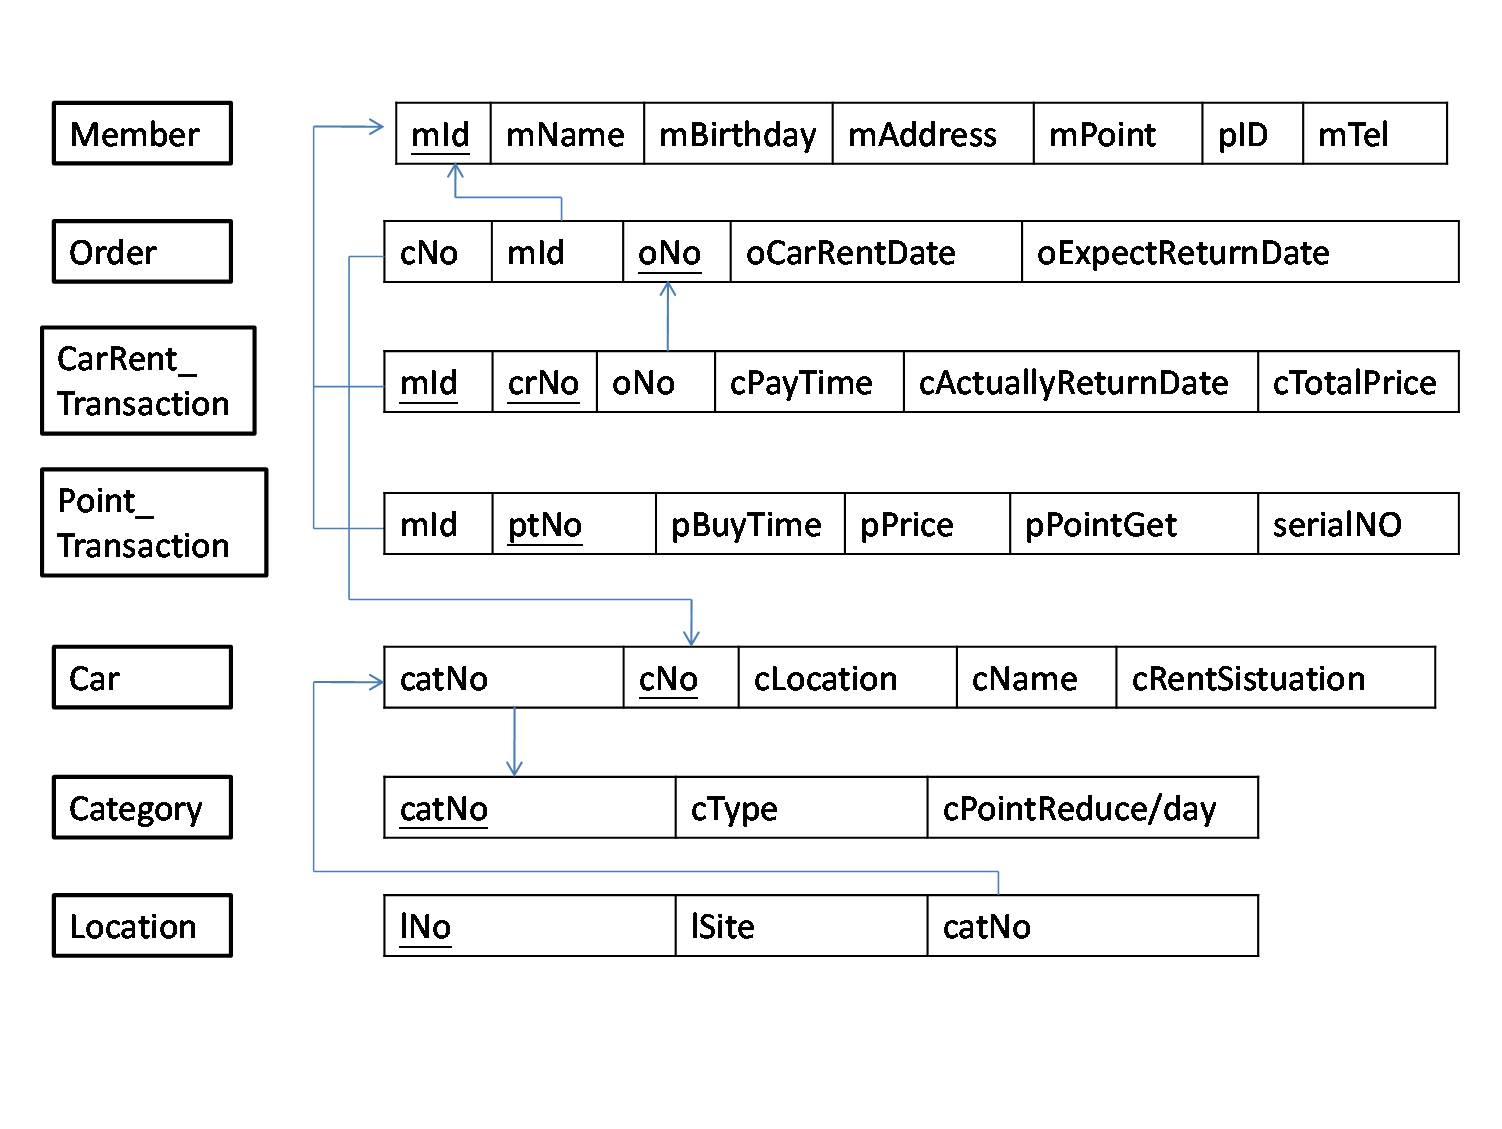 Member
mId mName mBirthday mAddress mPoint pID mTel
Order
cNo mId oNo oCarRentDate oExpectReturnDate
CarRent_
Transaction
mId crNo oNo cPayTime cActuallyReturnDate cTotalPrice
Point_
Transaction
mId ptNo pBuyTime pPrice pPointGet serialNO
Car
catNo cNo cLocation cName cRentSistuation
Category
catNo cType cPointReduce/day
Location
lNo lSite catNo